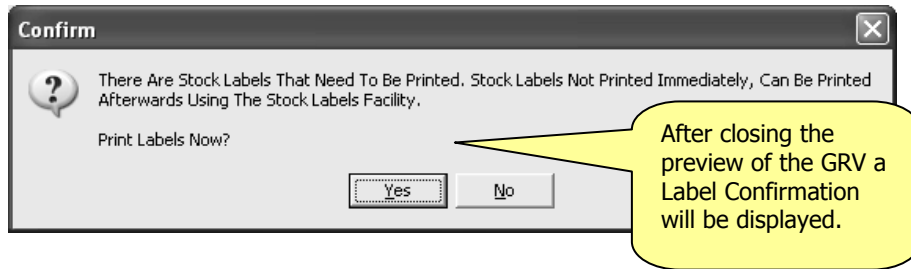 Confirm
There Are Stock Labels That Need To Be Printed. Stock Labels Not Printed Immediately, Can Be Printed
Afterwards Using The Stock Labels Facility.
Print Labels Now?
Yes No
After closing the
preview of the GRV a
Label Confirmation
will be displayed.